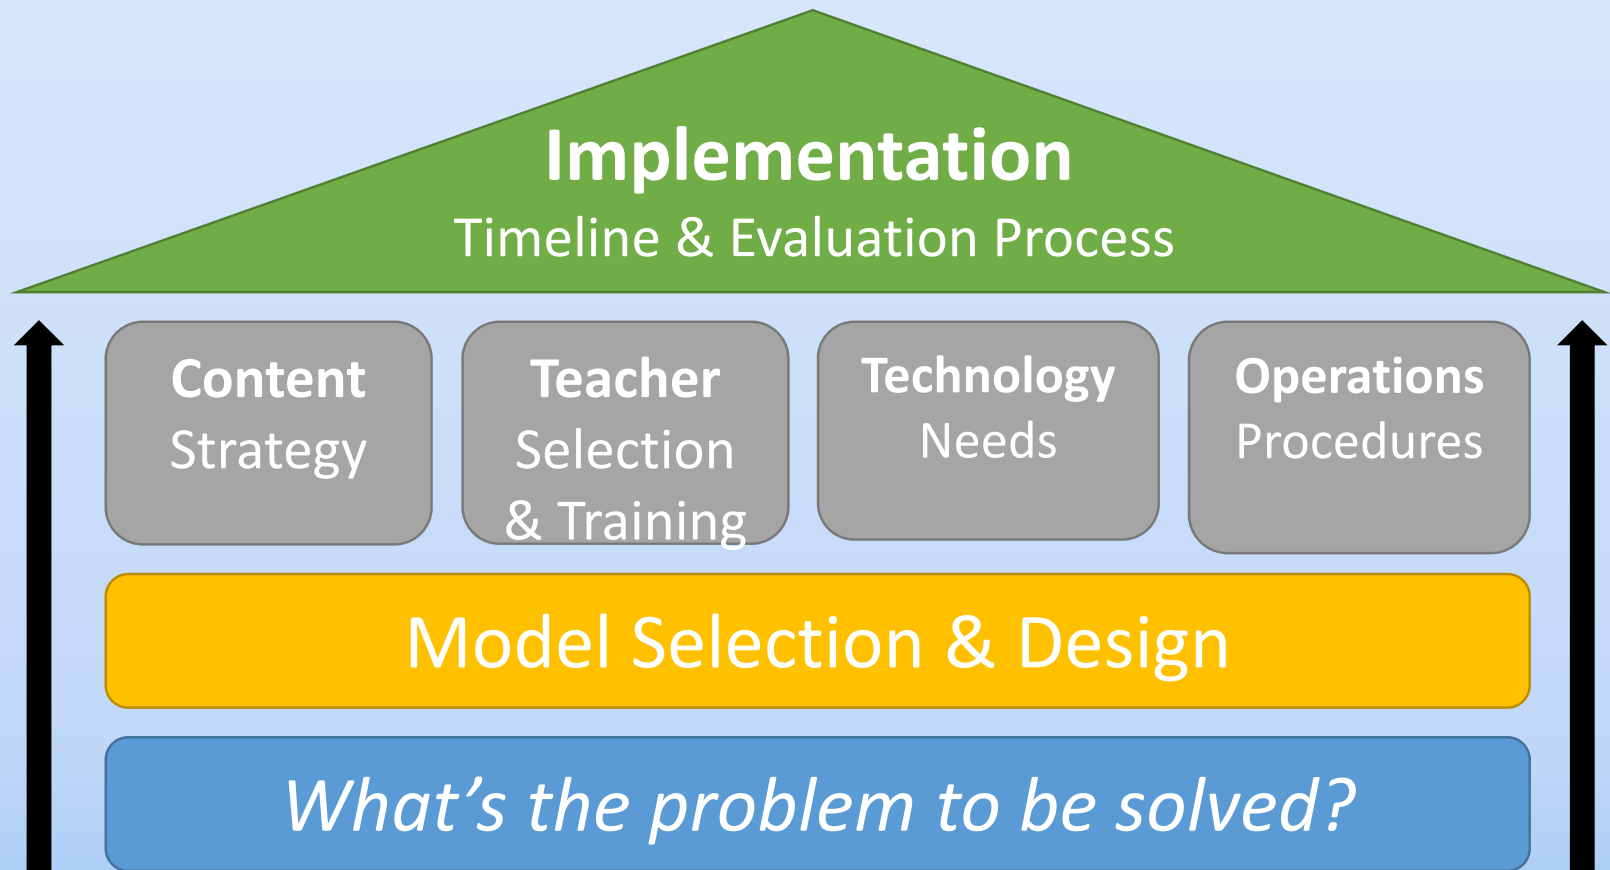 Implementation
Timeline & Evaluation Process
Content
Strategy
Teacher
Selection
& Training
Technology
Needs
Operations
Procedures
Model Selection & Design
What’s the problem to be solved?